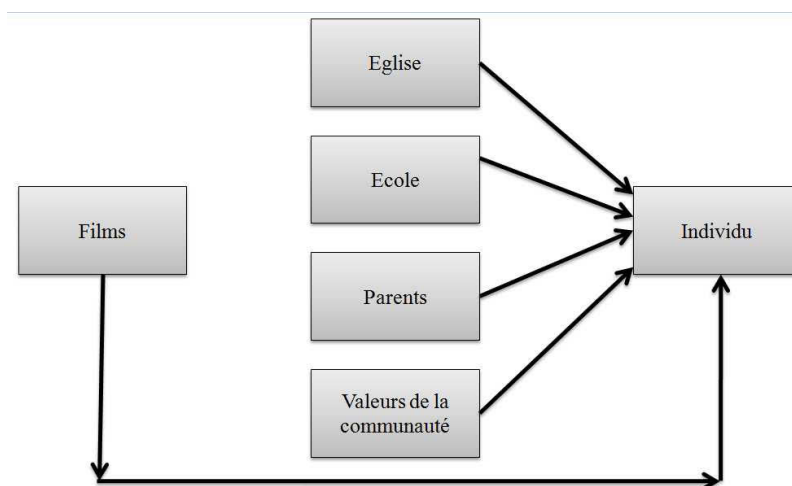 Eglise
Ecole
Films
Individu
Parents
Valeurs de la
communauté